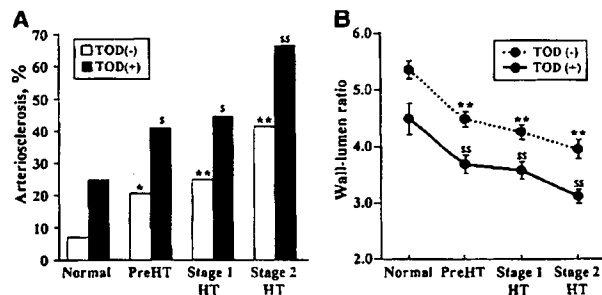 A
B
TOD(-)
TOD(+)
Arteriosclerosis, %
70
60
50
40
30
20
10
0
*
$
**
$
**
$$
Normal PreHT Stage 1 HT Stage 2 HT
TOD (-)
TOD (+)
Wall-lumen ratio
6.0
5.0
4.0
3.0
2.0
** ** **
$$ $$ $$
Normal PreHT Stage 1 HT Stage 2 HT